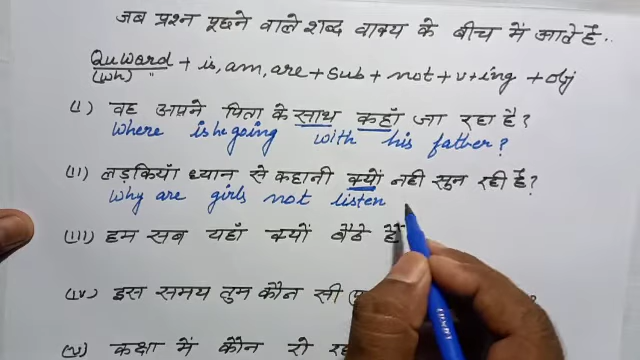 जब प्रश्न पूछने वाले शब्द वाक्य के बीच में आते हैं..
QuWord + is, am, are + sub + not + v + ing + obj
(Wh) "
(i) वह अपने पिता के साथ कहाँ जा रहा है?
Where is he going with his father?
(ii) लड़कियाँ ध्यान से कहानी क्यों नही सुन रही है?
Why are girls not listen
(iii) हम सब यहाँ क्यों बैठे हैं
(iv) इस समय तुम कौन सी ?
(v) कक्षा में कौन रो